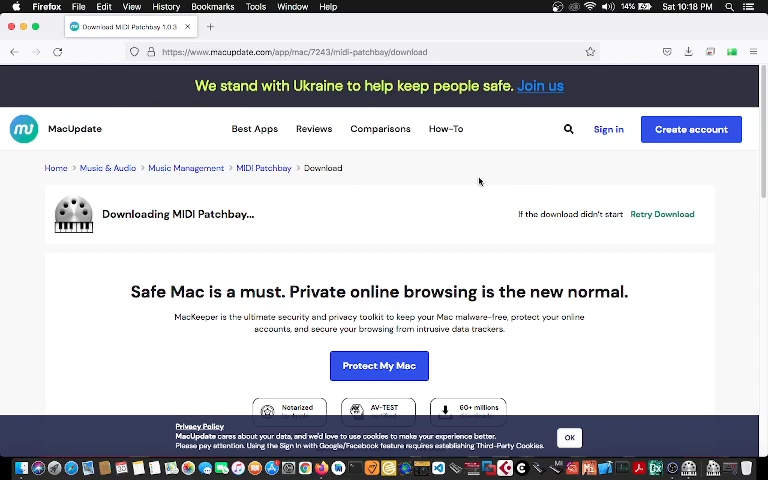 Firefox File Edit View History Bookmarks Tools Window Help 14% Sat 10:18 PM
Download MIDI Patchbay 1.0.3
https://www.macupdate.com/app/mac/7243/midi-patchbay/download
We stand with Ukraine to help keep people safe. Join us
MacUpdate Best Apps Reviews Comparisons How-To Sign in Create account
Home > Music & Audio > Music Management > MIDI Patchbay > Download
Downloading MIDI Patchbay... If the download didn't start Retry Download
Safe Mac is a must. Private online browsing is the new normal.
MacKeeper is the ultimate security and privacy toolkit to keep your Mac malware-free, protect your online
accounts, and secure your browsing from intrusive data trackers.
Protect My Mac
Notarized AV-TEST 60+ millions
Privacy Policy
MacUpdate cares about your data, and we'd love to use cookies to make your experience better.
Please pay attention. Using the Sign In with Google/Facebook feature requires establishing Third-Party Cookies.
OK